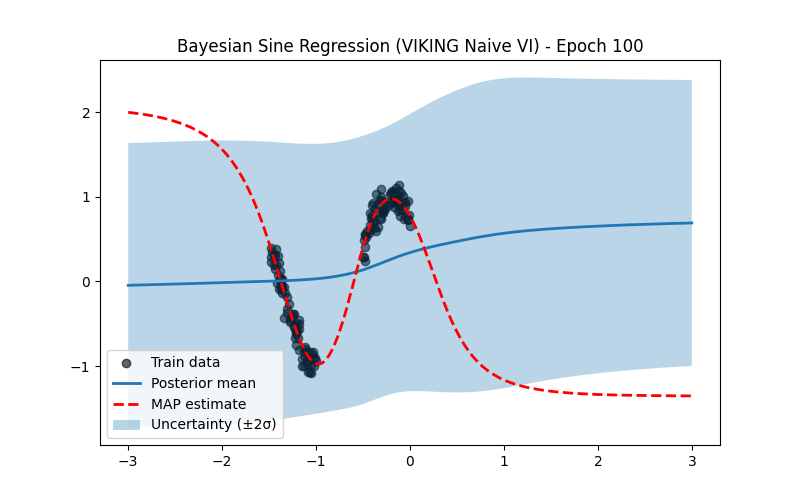 Bayesian Sine Regression (VIKING Naive VI) - Epoch 100
2
1
0
−1
Train data
Posterior mean
MAP estimate
Uncertainty (±2σ)
−3 −2 −1 0 1 2 3